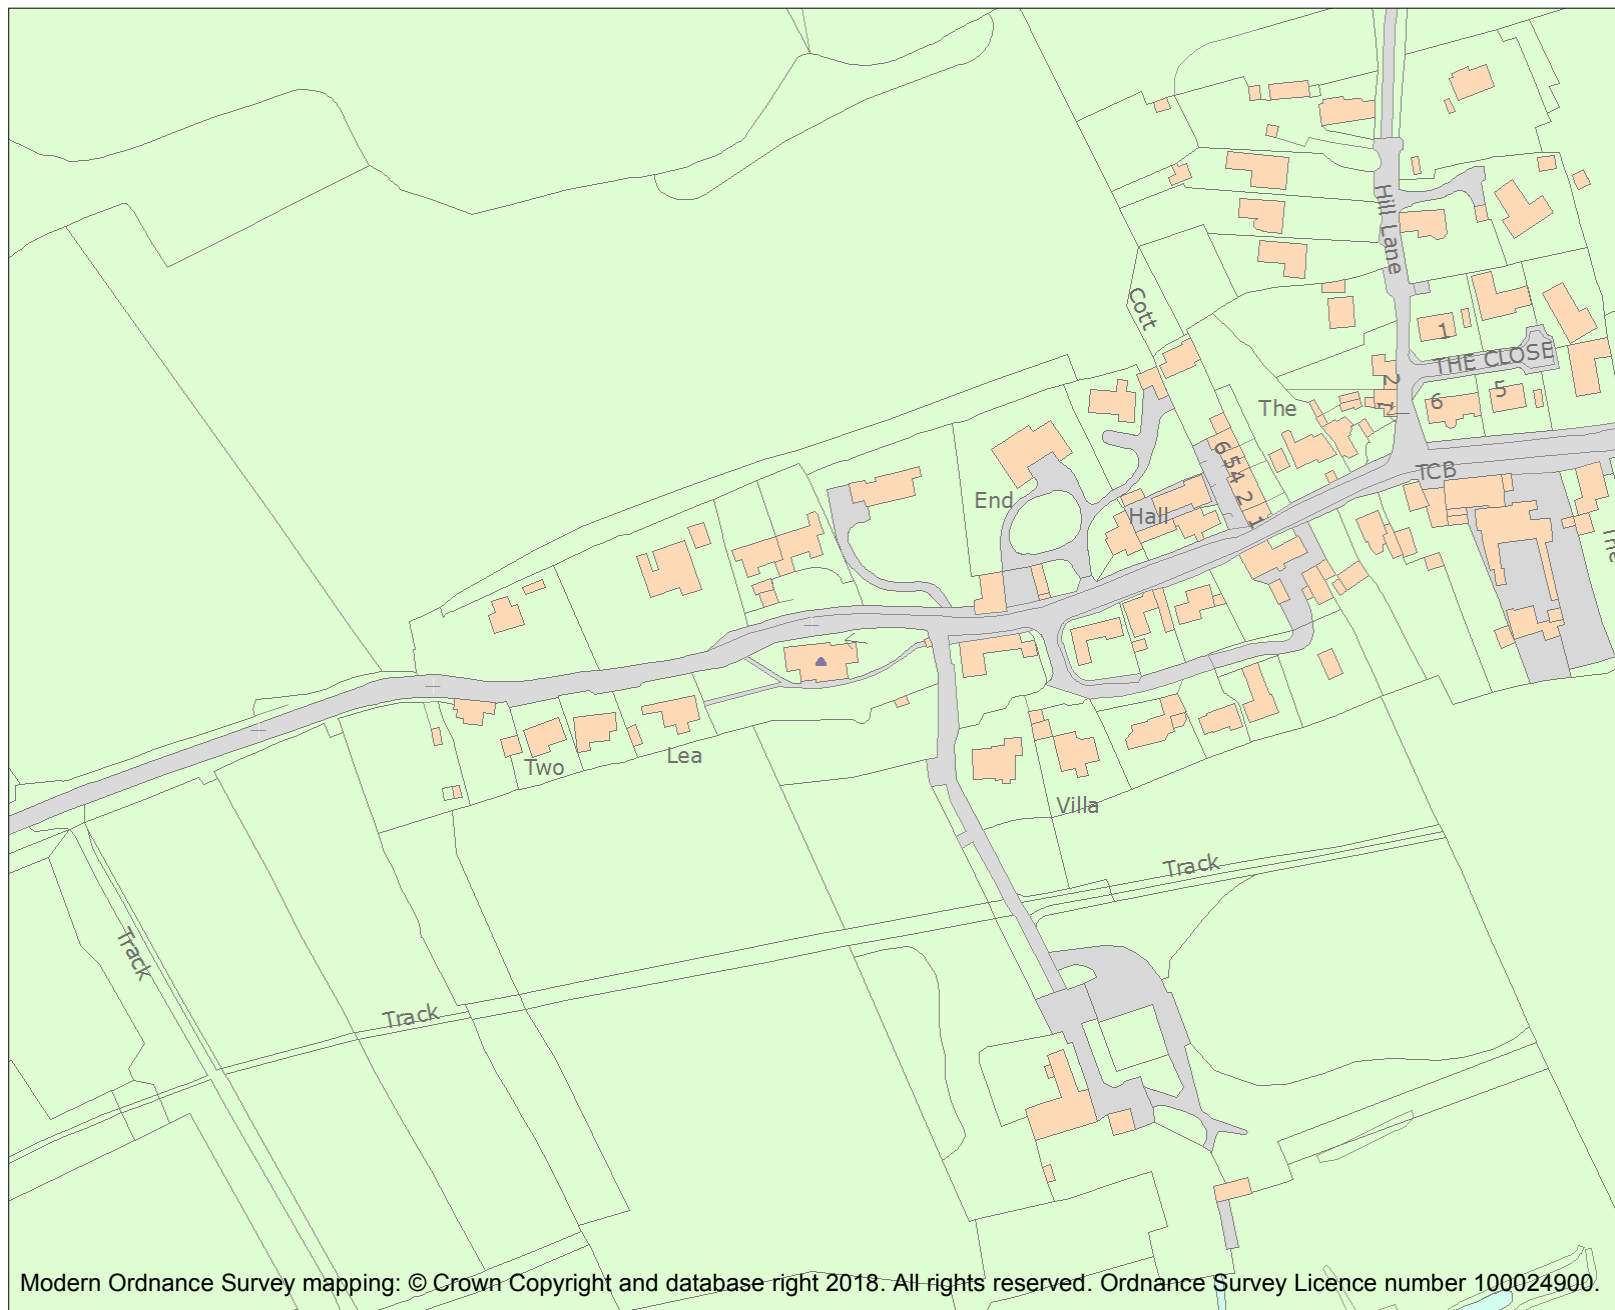 Hill Lane
Cott
1
THE CLOSE
2
1
6
5
The
TCB
6
5
4
2
1
End
Hall
The
Two
Lea
Villa
Track
Track
Track
Modern Ordnance Survey mapping: © Crown Copyright and database right 2018. All rights reserved. Ordnance Survey Licence number 100024900.